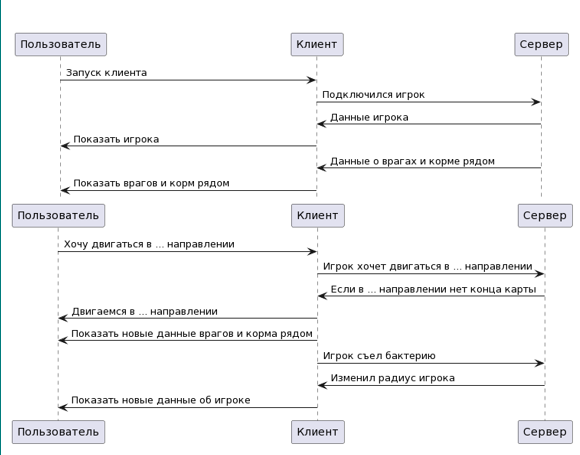 Пользователь Клиент Сервер
Запуск клиента
Подключился игрок
Данные игрока
Показать игрока
Данные о врагах и корме рядом
Показать врагов и корм рядом
Пользователь Клиент Сервер
Хочу двигаться в ... направлении
Игрок хочет двигаться в ... направлении
Если в ... направлении нет конца карты
Двигаемся в ... направлении
Показать новые данные врагов и корма рядом
Игрок съел бактерию
Изменил радиус игрока
Показать новые данные об игроке
Пользователь Клиент Сервер